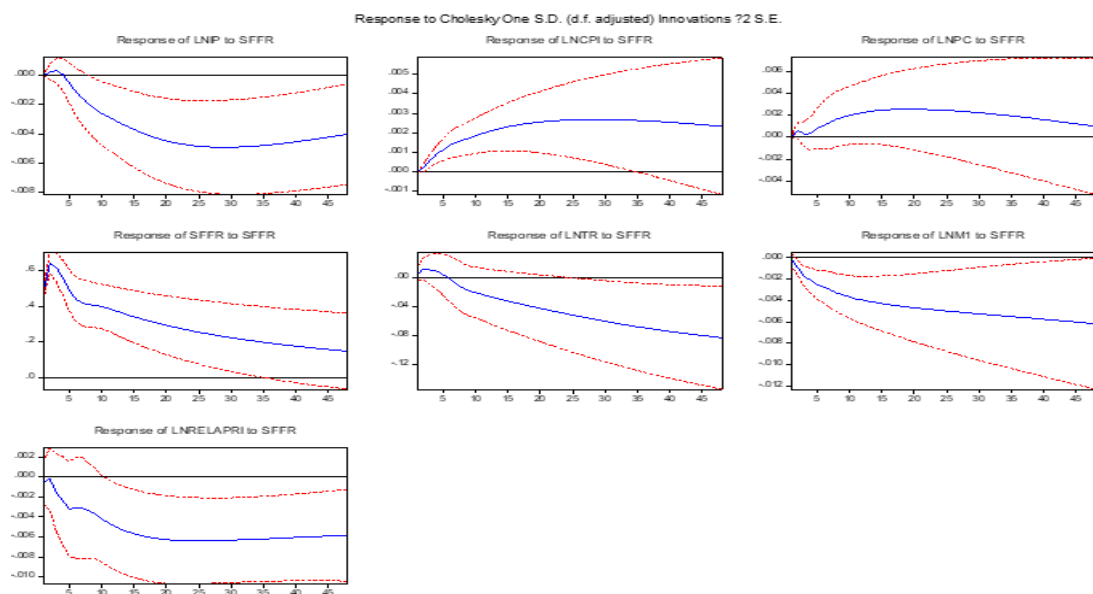 Response to Cholesky One S.D. (d.f. adjusted) Innovations ?2 S.E.
Response of LNIP to SFFR
.000
-.002
-.004
-.006
-.008
5 10 15 20 25 30 35 40 45
Response of LNCPI to SFFR
.005
.004
.003
.002
.001
.000
-.001
5 10 15 20 25 30 35 40 45
Response of LNPC to SFFR
.006
.004
.002
.000
-.002
-.004
5 10 15 20 25 30 35 40 45
Response of SFFR to SFFR
.6
.4
.2
.0
5 10 15 20 25 30 35 40 45
Response of LNTR to SFFR
.00
-.04
-.08
-.12
5 10 15 20 25 30 35 40 45
Response of LNM1 to SFFR
.000
-.002
-.004
-.006
-.008
-.010
-.012
5 10 15 20 25 30 35 40 45
Response of LNRELAPRI to SFFR
.002
.000
-.002
-.004
-.006
-.008
-.010
5 10 15 20 25 30 35 40 45